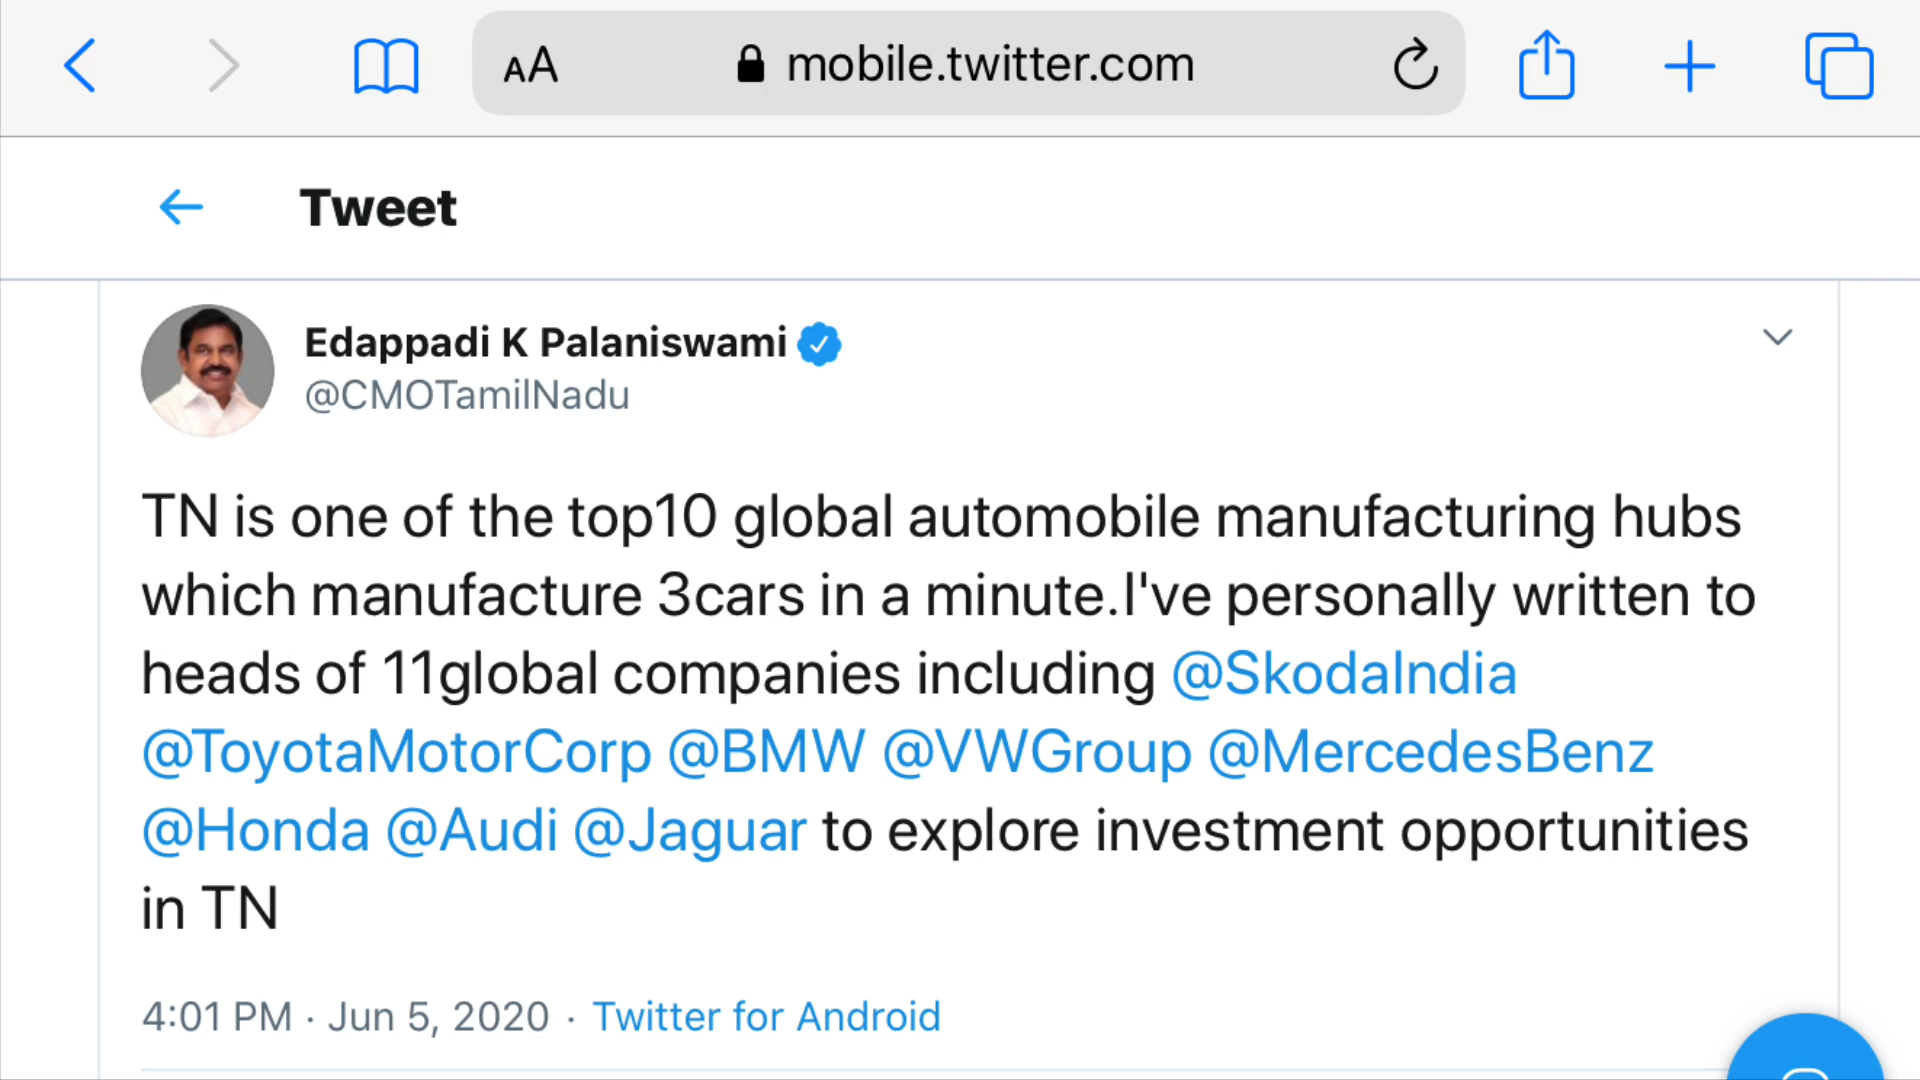 AA mobile.twitter.com
Tweet
Edappadi K Palaniswami
@CMOTamilNadu
TN is one of the top10 global automobile manufacturing hubs
which manufacture 3cars in a minute.I've personally written to
heads of 11global companies including @SkodaIndia
@ToyotaMotorCorp @BMW @VWGroup @MercedesBenz
@Honda @Audi @Jaguar to explore investment opportunities
in TN
4:01 PM · Jun 5, 2020 · Twitter for Android